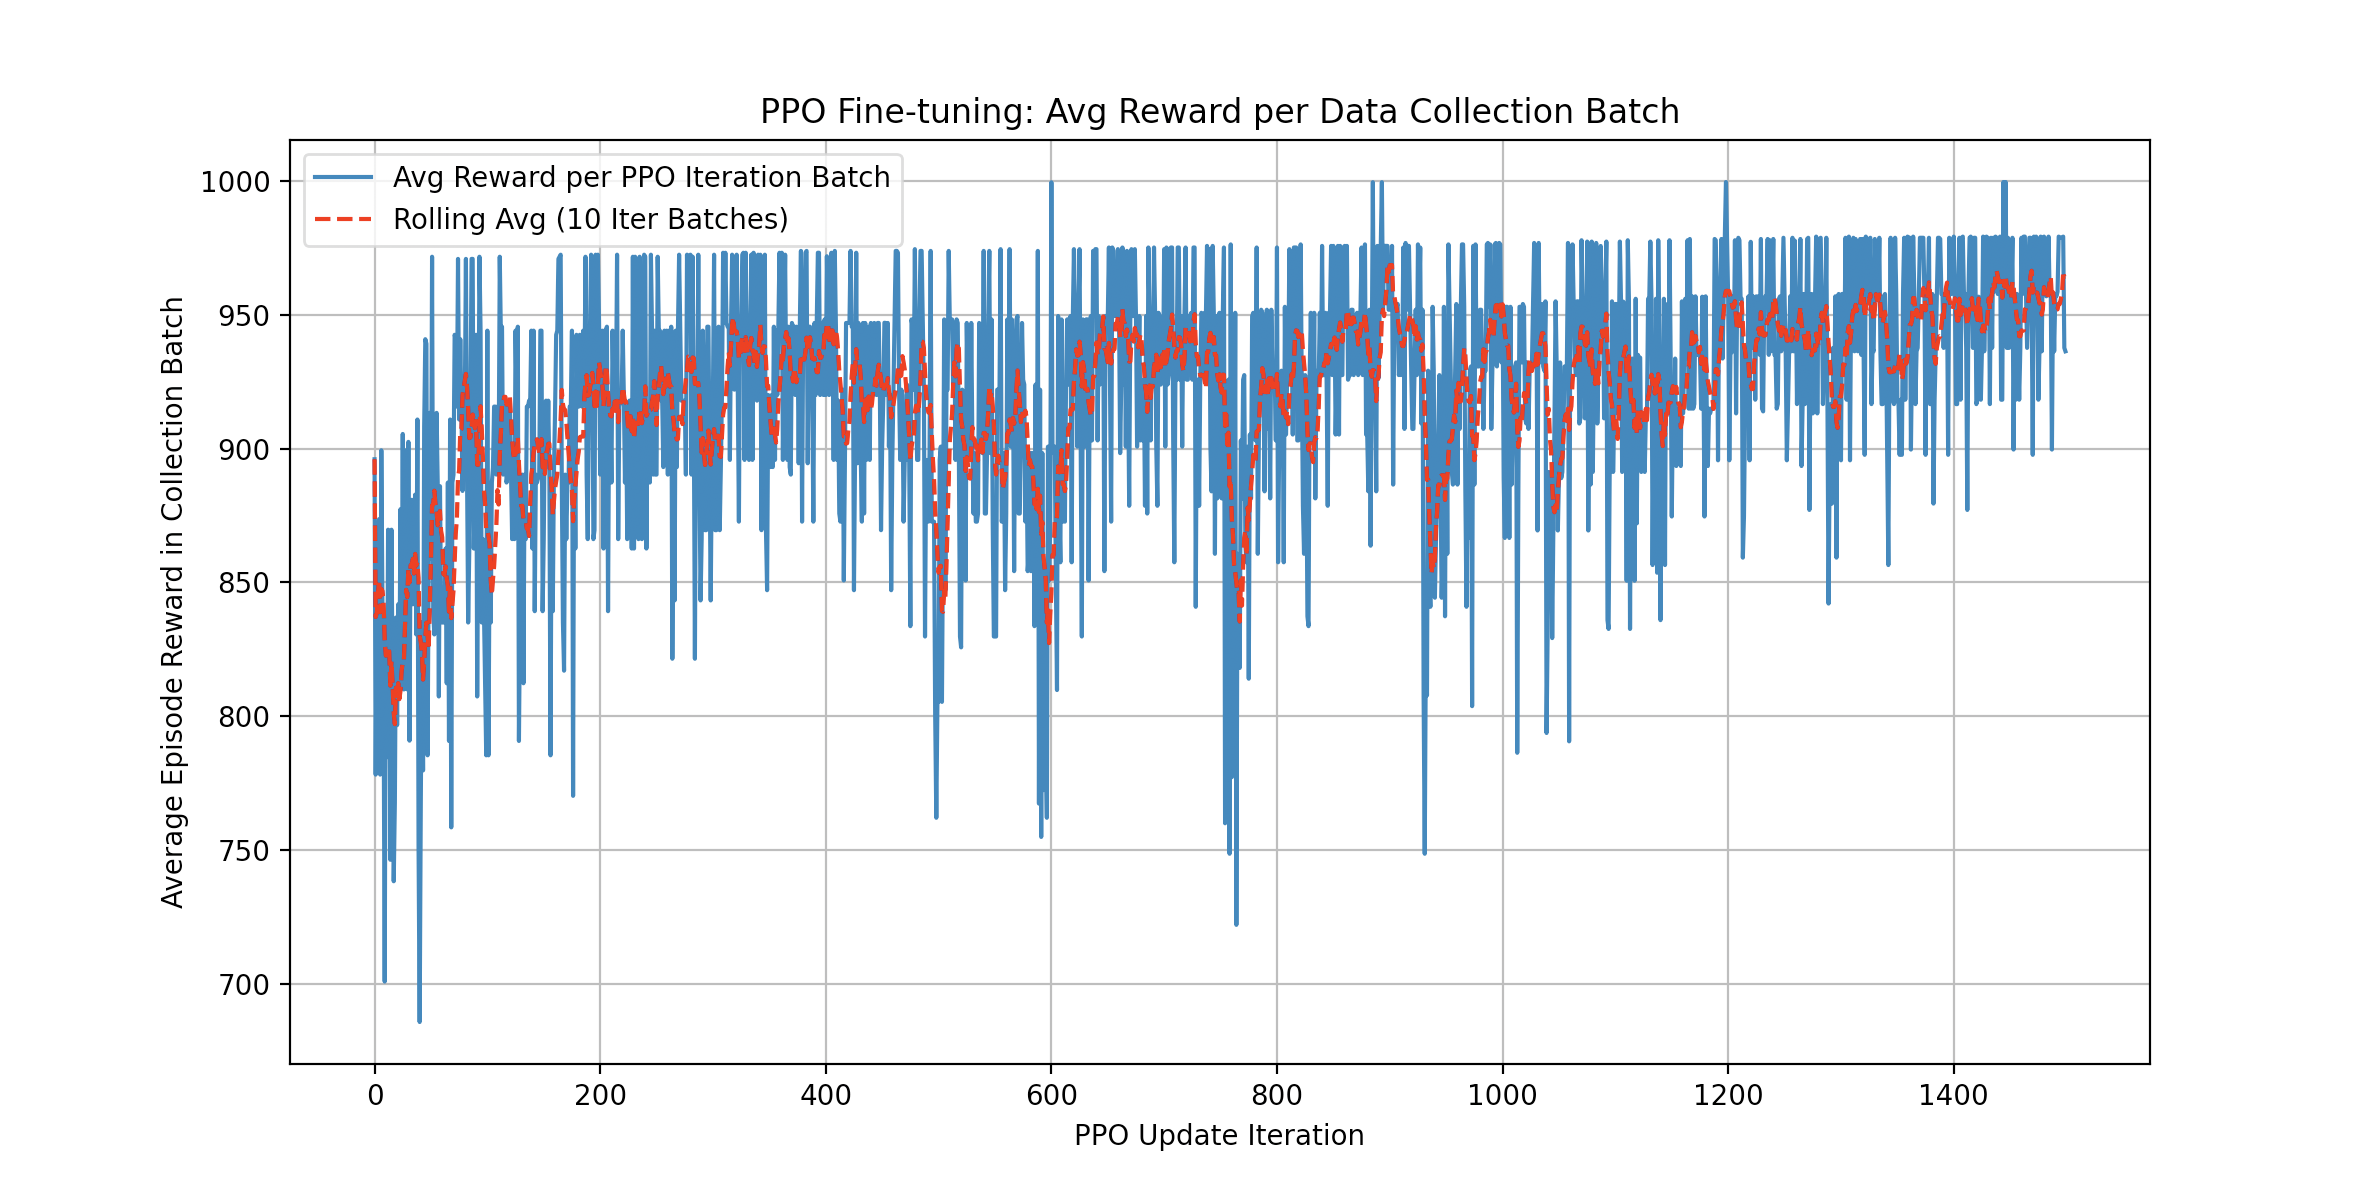 PPO Fine-tuning: Avg Reward per Data Collection Batch
Avg Reward per PPO Iteration Batch
Rolling Avg (10 Iter Batches)
Average Episode Reward in Collection Batch
1000
950
900
850
800
750
700
0 200 400 600 800 1000 1200 1400
PPO Update Iteration